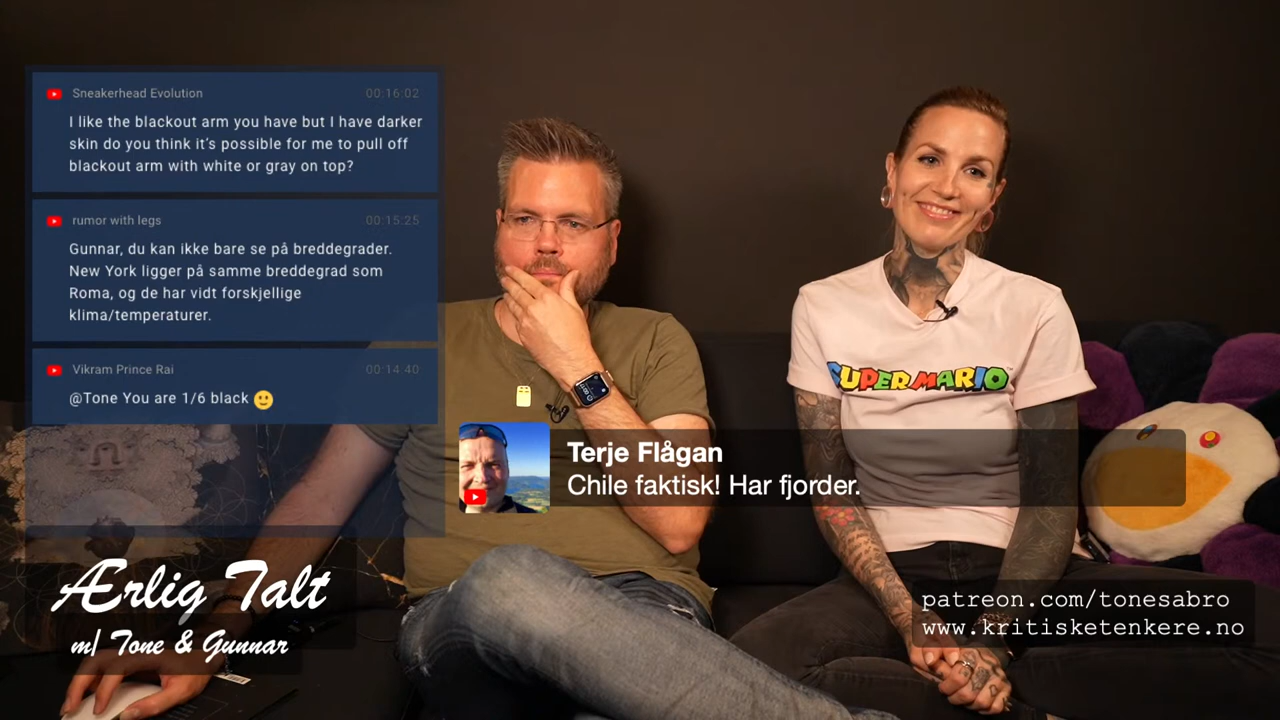 Sneakerhead Evolution 00:16:02
I like the blackout arm you have but I have darker
skin do you think it's possible for me to pull off
blackout arm with white or gray on top?
rumor with legs 00:15:25
Gunnar, du kan ikke bare se på breddegrader.
New York ligger på samme breddegrad som
Roma, og de har vidt forskjellige
klima/temperaturer.
Vikram Prince Rai 00:14:40
@Tone You are 1/6 black 🙂
SUPER MARIO
Terje Flågan
Chile faktisk! Har fjorder.
Ærlig Talt
m/ Tone & Gunnar
patreon.com/tonesabro
www.kritisketenkere.no